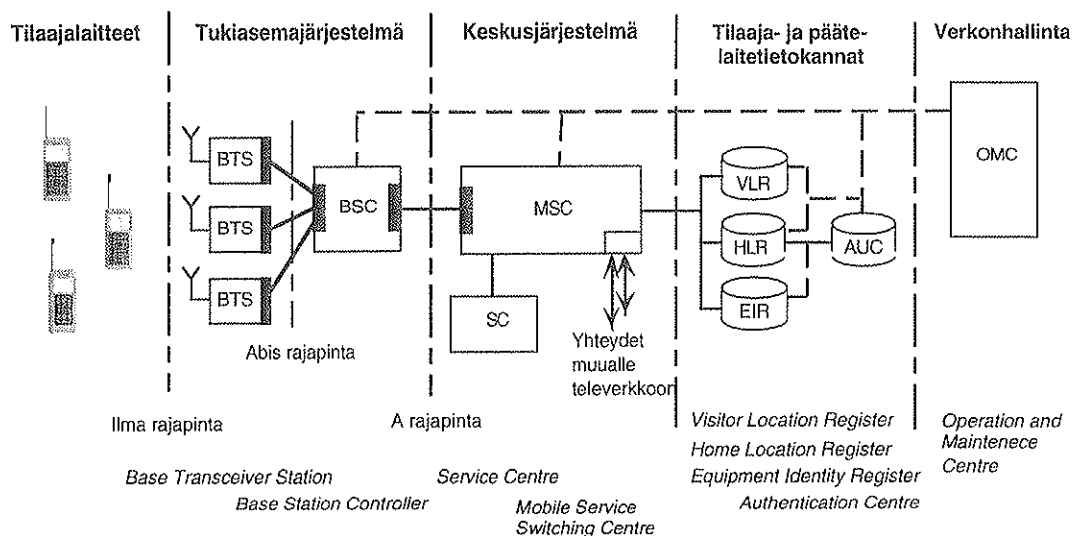 Tilaajalaitteet
Tukiasemajärjestelmä
Keskusjärjestelmä
Tilaaja- ja pääte-
laitetietokannat
Verkonhallinta
BTS
BTS
BTS
BSC
MSC
SC
VLR
HLR
EIR
AUC
OMC
Abis rajapinta
Yhteydet
muualle
televerkkoon
Ilma rajapinta
A rajapinta
Visitor Location Register
Home Location Register
Equipment Identity Register
Authentication Centre
Operation and
Maintenece
Centre
Base Transceiver Station
Base Station Controller
Service Centre
Mobile Service
Switching Centre